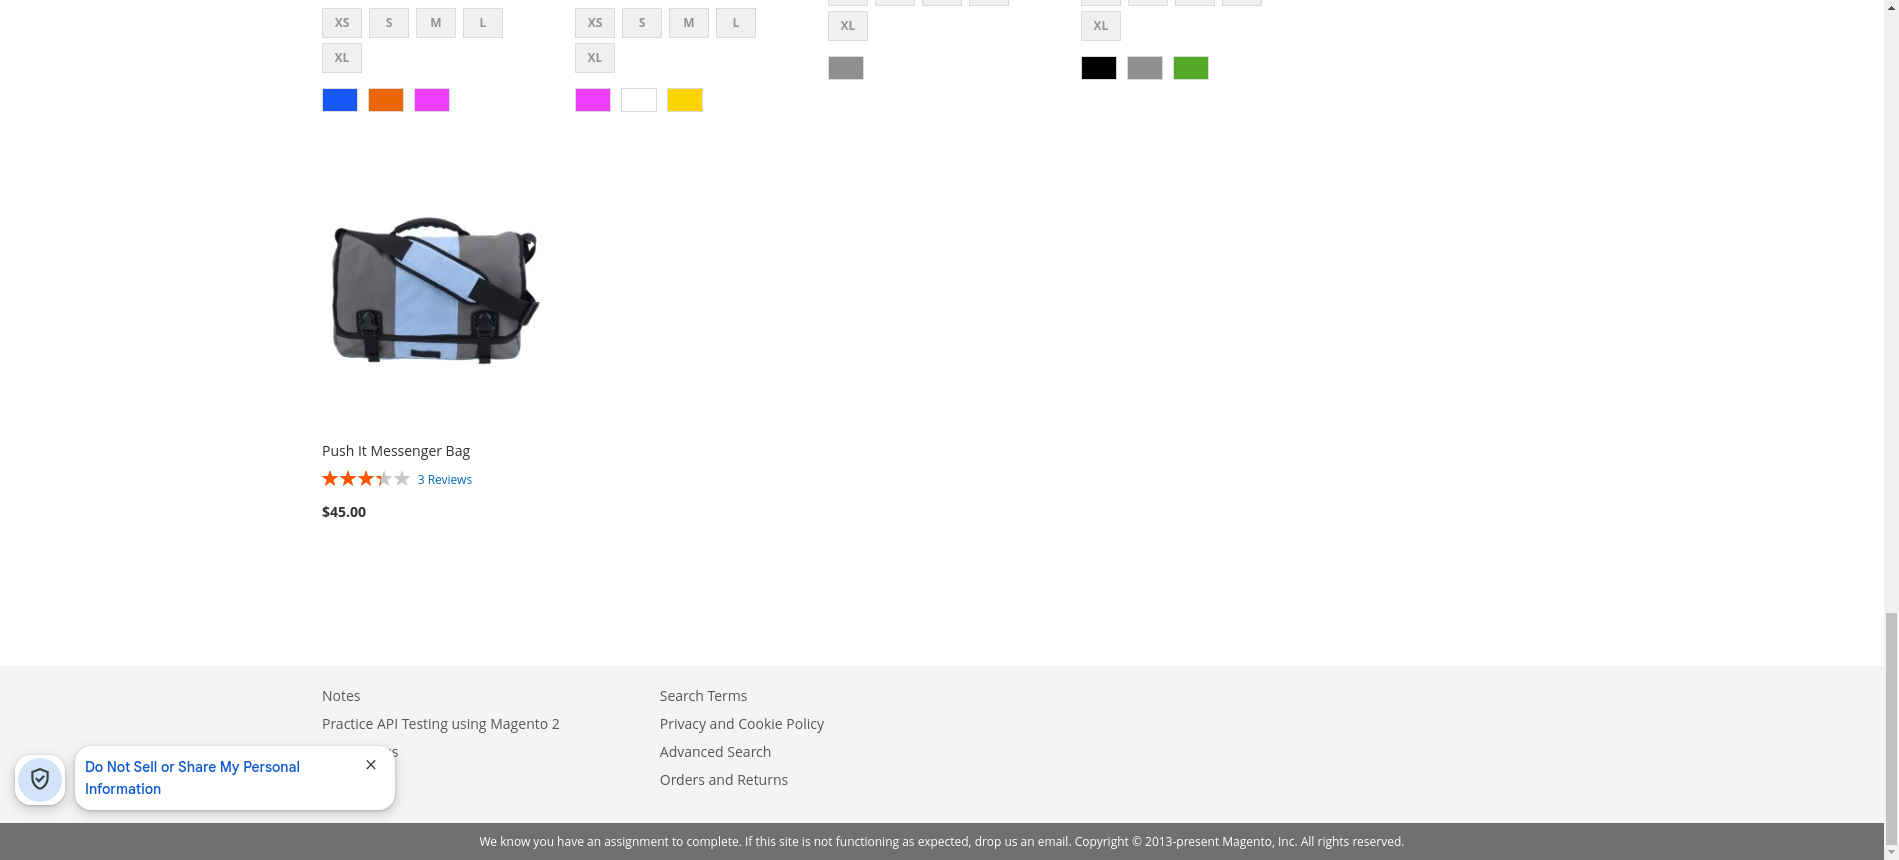 XS S M L
XL
XS S M L
XL
XL
XL
Push It Messenger Bag
3 Reviews
$45.00
Notes
Practice API Testing using Magento 2
s
Search Terms
Privacy and Cookie Policy
Advanced Search
Orders and Returns
Do Not Sell or Share My Personal
Information
We know you have an assignment to complete. If this site is not functioning as expected, drop us an email. Copyright © 2013-present Magento, Inc. All rights reserved.